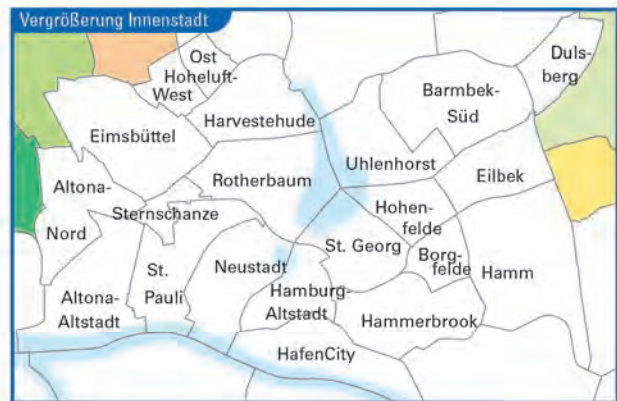 Vergrößerung Innenstadt
Ost
Hoheluft-
West
Duls-
berg
Barmbek-
Süd
Harvestehude
Eimsbüttel
Uhlenhorst
Eilbek
Rotherbaum
Altona-
Nord
Sternschanze
Hohen-
felde
St. Georg
Borg-
felde
Hamm
St.
Pauli
Neustadt
Hamburg-
Altstadt
Altona-
Altstadt
Hammerbrook
HafenCity